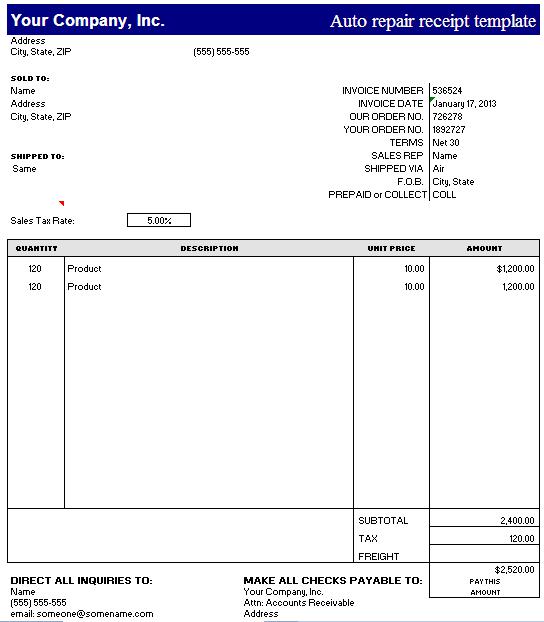 Your Company, Inc. Auto repair receipt template
Address
City, State, ZIP (555) 555-555
SOLD TO:
Name INVOICE NUMBER 536524
Address INVOICE DATE January 17, 2013
City, State, ZIP OUR ORDER NO. 726278
YOUR ORDER NO. 1892727
TERMS Net 30
SHIPPED TO: SALES REP Name
Same SHIPPED VIA Air
F.O.B. City, State
PREPAID or COLLECT COLL
Sales Tax Rate: 5.00%
QUANTITY DESCRIPTION UNIT PRICE AMOUNT
120 Product 10.00 $1,200.00
120 Product 10.00 1,200.00
SUBTOTAL 2,400.00
TAX 120.00
FREIGHT
$2,520.00
DIRECT ALL INQUIRIES TO: MAKE ALL CHECKS PAYABLE TO: PAY THIS
Name Your Company, Inc. AMOUNT
(555) 555-555 Attn: Accounts Receivable
email: someone@somename.com Address